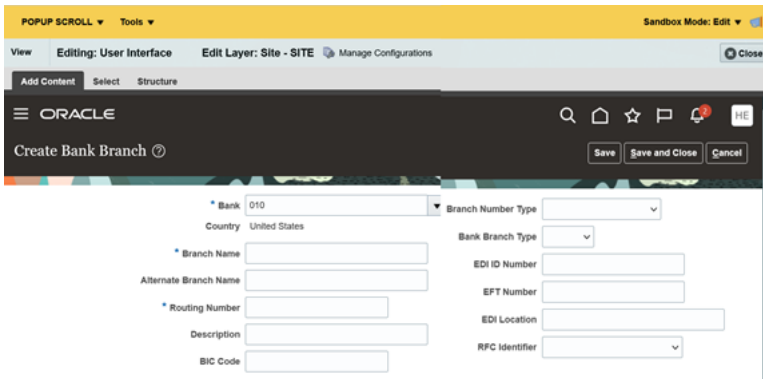 POPUP SCROLL Tools Sandbox Mode: Edit
View Editing: User Interface Edit Layer: Site - SITE Manage Configurations Close
Add Content Select Structure
ORACLE 2 HE
Create Bank Branch Save Save and Close Cancel
* Bank 010
Country United States
* Branch Name
Alternate Branch Name
* Routing Number
Description
BIC Code
Branch Number Type
Bank Branch Type
EDI ID Number
EFT Number
EDI Location
RFC Identifier